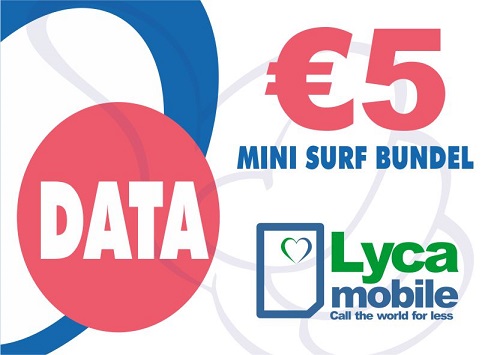 €5
MINI SURF BUNDEL
DATA
Lyca
mobile
Call the world for less